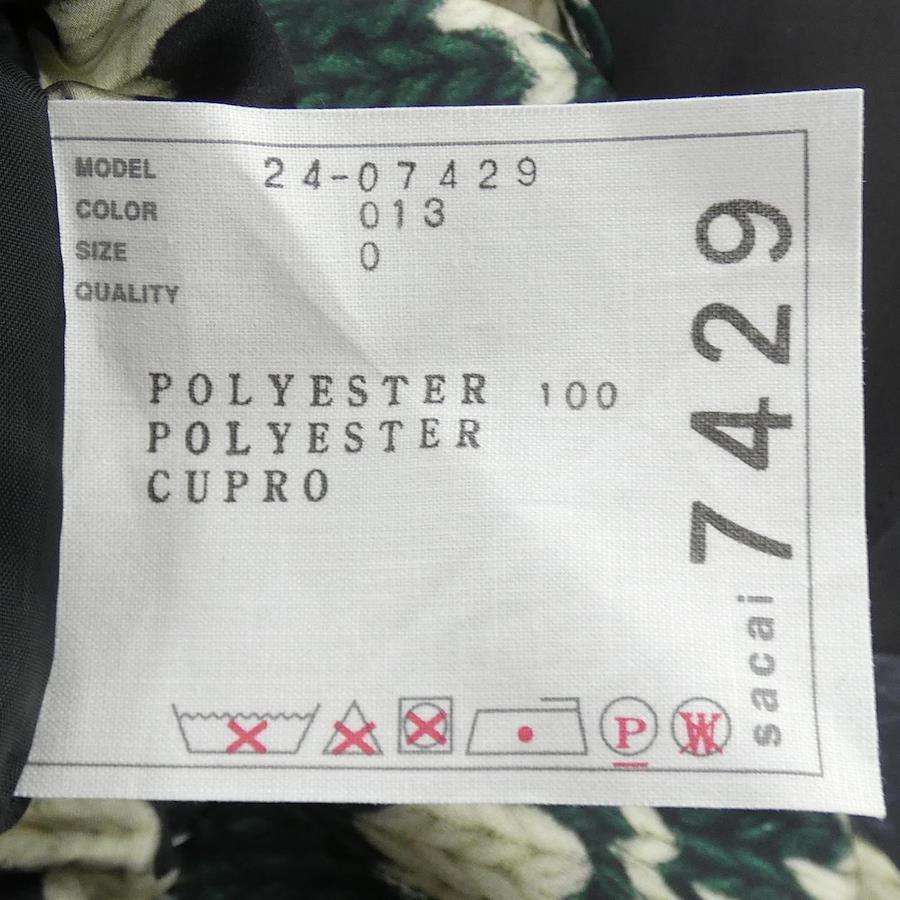 MODEL 24-07429
COLOR 013
SIZE 0
QUALITY
POLYESTER 100
POLYESTER
CUPRO
P W
sacai 7429